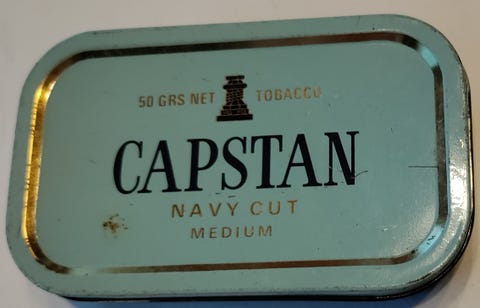 50 GRS NET TOBACCO
CAPSTAN
NAVY CUT
MEDIUM